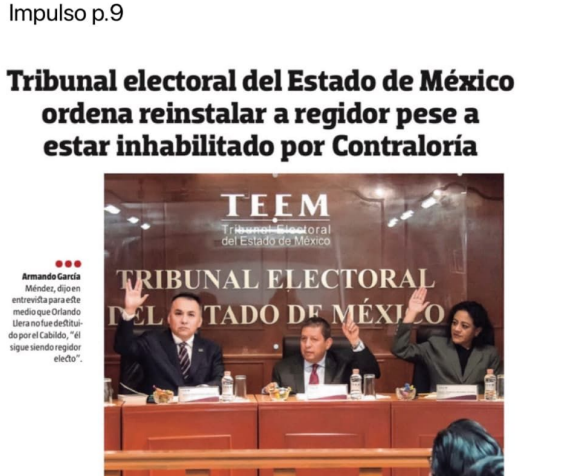 Impulso p.9
Tribunal electoral del Estado de México
ordena reinstalar a regidor pese a
estar inhabilitado por Contraloría
TEEM
Tribunal Electoral
del Estado de México
TRIBUNAL ELECTORAL
DEL ESTADO DE MÉXICO
Armando García
Méndez, dijo en
entrevista para este
medio que Orlando
Llera no fue destitui-
do por el Cabildo, "él
sigue siendo regidor
electo".